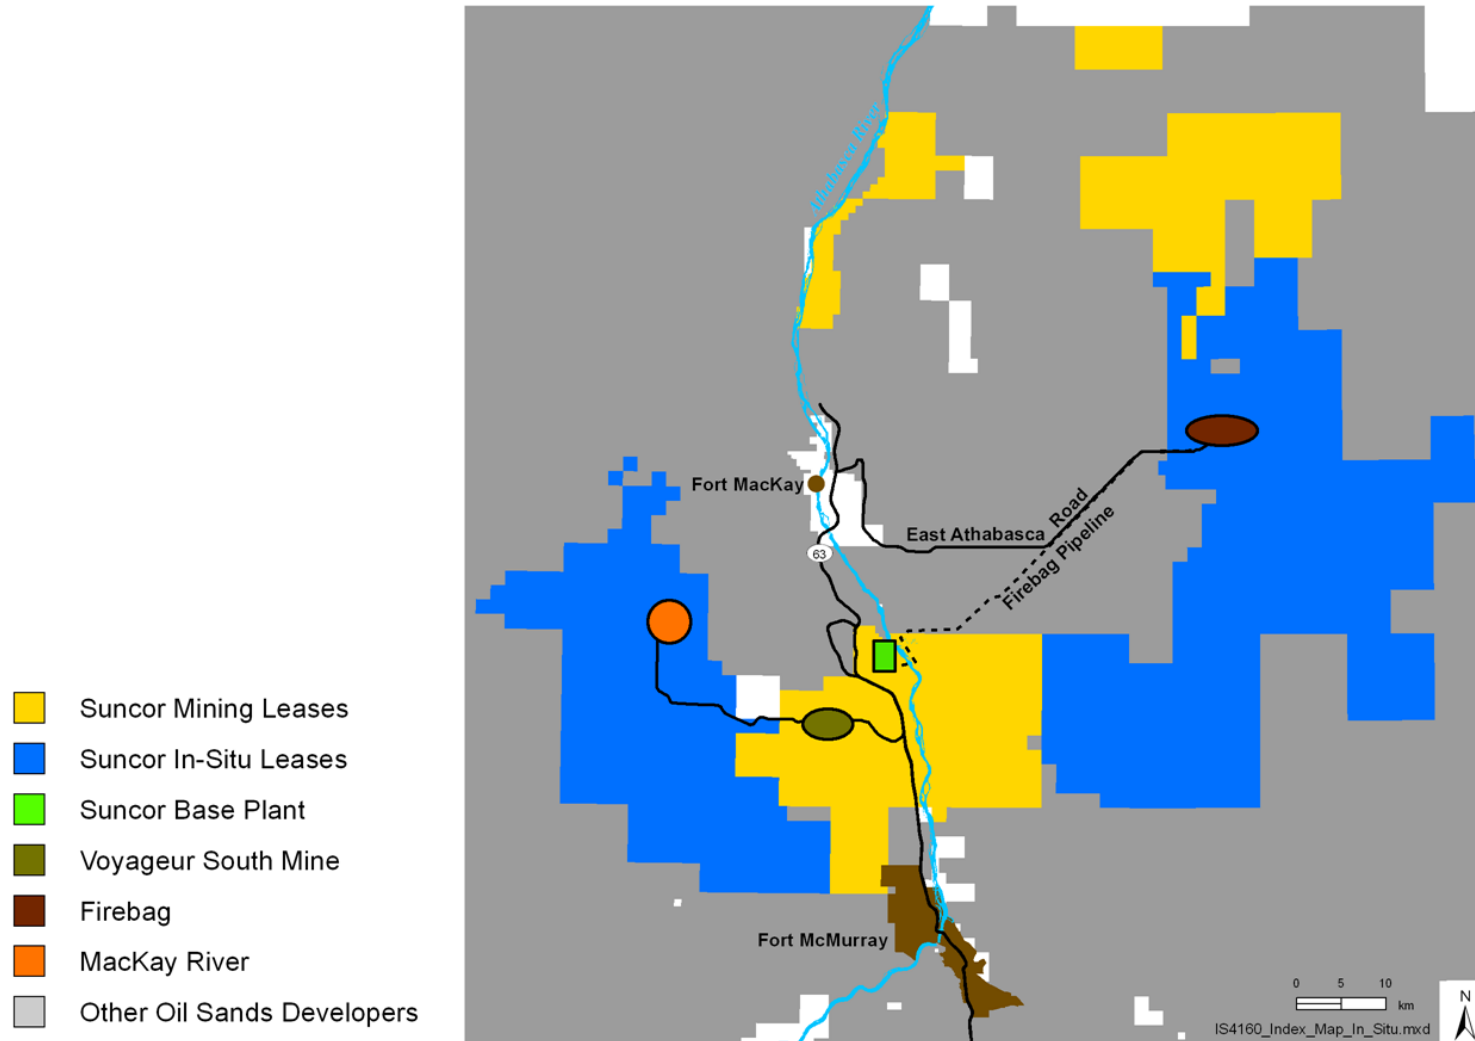 Athabasca River
Fort MacKay
East Athabasca Road
Firebag Pipeline
63
Suncor Mining Leases
Suncor In-Situ Leases
Suncor Base Plant
Voyageur South Mine
Firebag
MacKay River
Other Oil Sands Developers
Fort McMurray
0 5 10
km
N
IS4160_Index_Map_In_Situ.mxd